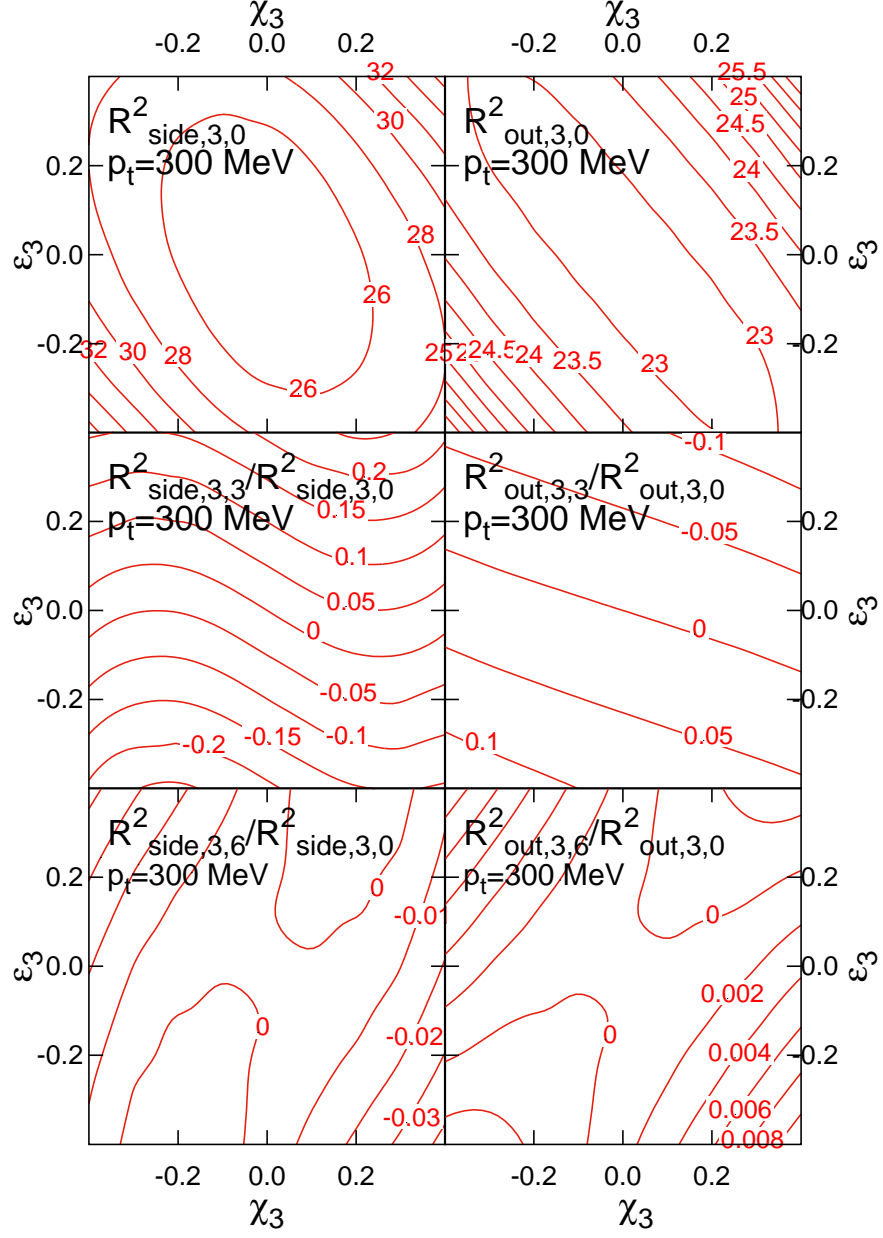 χ3 χ3
-0.2 0.0 0.2 -0.2 0.0 0.2
32 25.5
25
R2side,3,0 30 R2out,3,0 24.5
pt=300 MeV pt=300 MeV 24
0.2 0.2
28 23.5
ε3 0.0 0.0 ε3
26
23
-0.2 32 30 28 25 24.5 24 23.5 23 -0.2
26
-0.1
R2side,3,3/R2side,3,0 0.2 R2out,3,3/R2out,3,0
0.15
pt=300 MeV pt=300 MeV -0.05
0.2 0.2
0.1
0.05
ε3 0.0 0 0 0.0 ε3
-0.2 -0.05 -0.2
-0.2 -0.15 -0.1 0.1 0.05
R2side,3,6/R2side,3,0 R2out,3,6/R2out,3,0
pt=300 MeV pt=300 MeV
0.2 0 0.2
-0.0 0
ε3 0.0 0.0 ε3
0.002
0 -0.02 0
-0.2 0.004 -0.2
-0.03 0.006
0.008
-0.2 0.0 0.2 -0.2 0.0 0.2
χ3 χ3